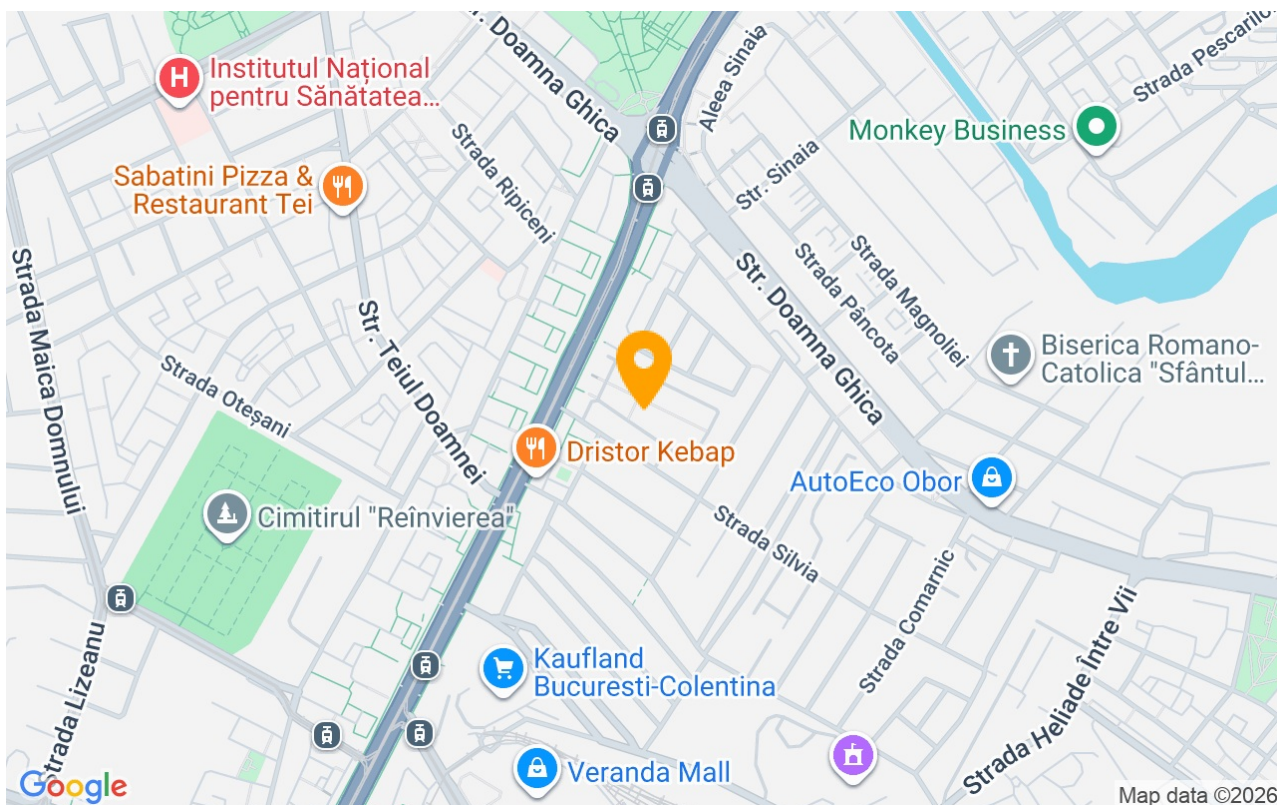 Str. Doamna Ghica
Aleea Sinaia
Strada Pescarilor
Institutul Național
pentru Sănătatea...
Monkey Business
Strada Ripiceni
Sabatini Pizza &
Restaurant Tei
Str. Sinaia
Strada Maica Domnului
Str. Doamna Ghica
Strada Pâncota
Strada Magnoliei
Str. Teiul Doamnei
Biserica Romano-
Catolica "Sfântul...
Strada Oteșani
Dristor Kebap
AutoEco Obor
Cimitirul "Reînvierea"
Strada Silvia
Strada Comarnic
Strada Heliade Între Vii
Strada Lizeanu
Kaufland
Bucuresti-Colentina
Veranda Mall
Google
Map data ©2026